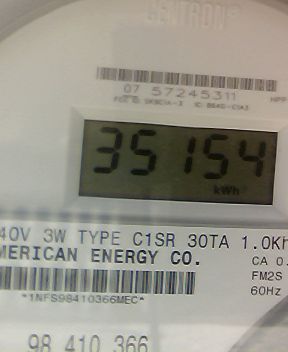 CENTRON®
07 57245311
35154
kWh
40V 3W TYPE C1SR 30TA 1.0Kh
MERICAN ENERGY CO.
CA 0.
FM2S
60Hz
*1NFS98410366MEC*
98 410 366